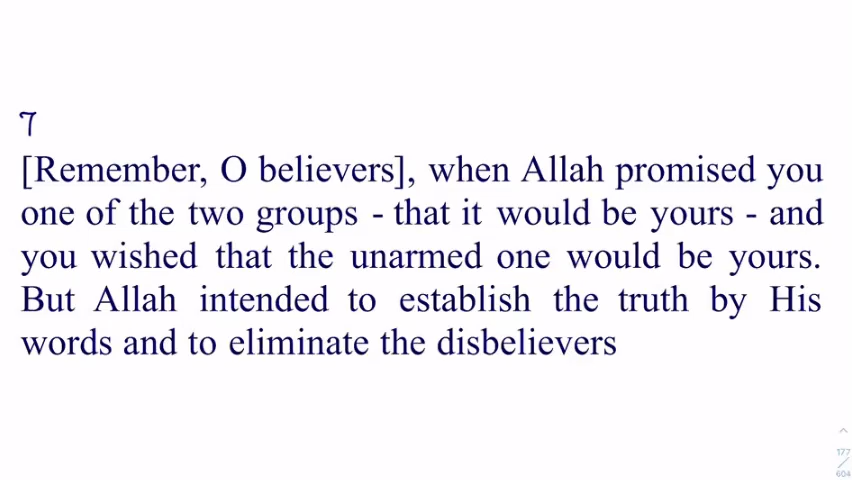 7
[Remember, O believers], when Allah promised you
one of the two groups - that it would be yours - and
you wished that the unarmed one would be yours.
But Allah intended to establish the truth by His
words and to eliminate the disbelievers
177
/
604